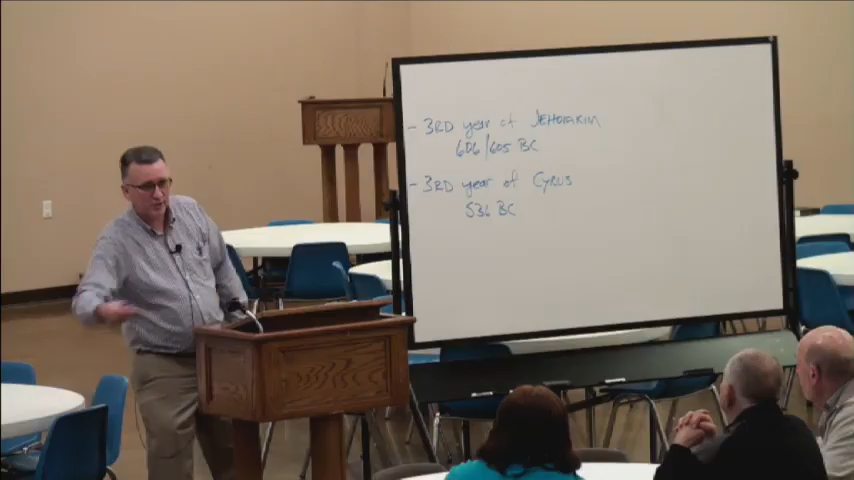 - 3RD year of JEHOIAKIM
606/605 BC
- 3RD year of CYRUS
536 BC